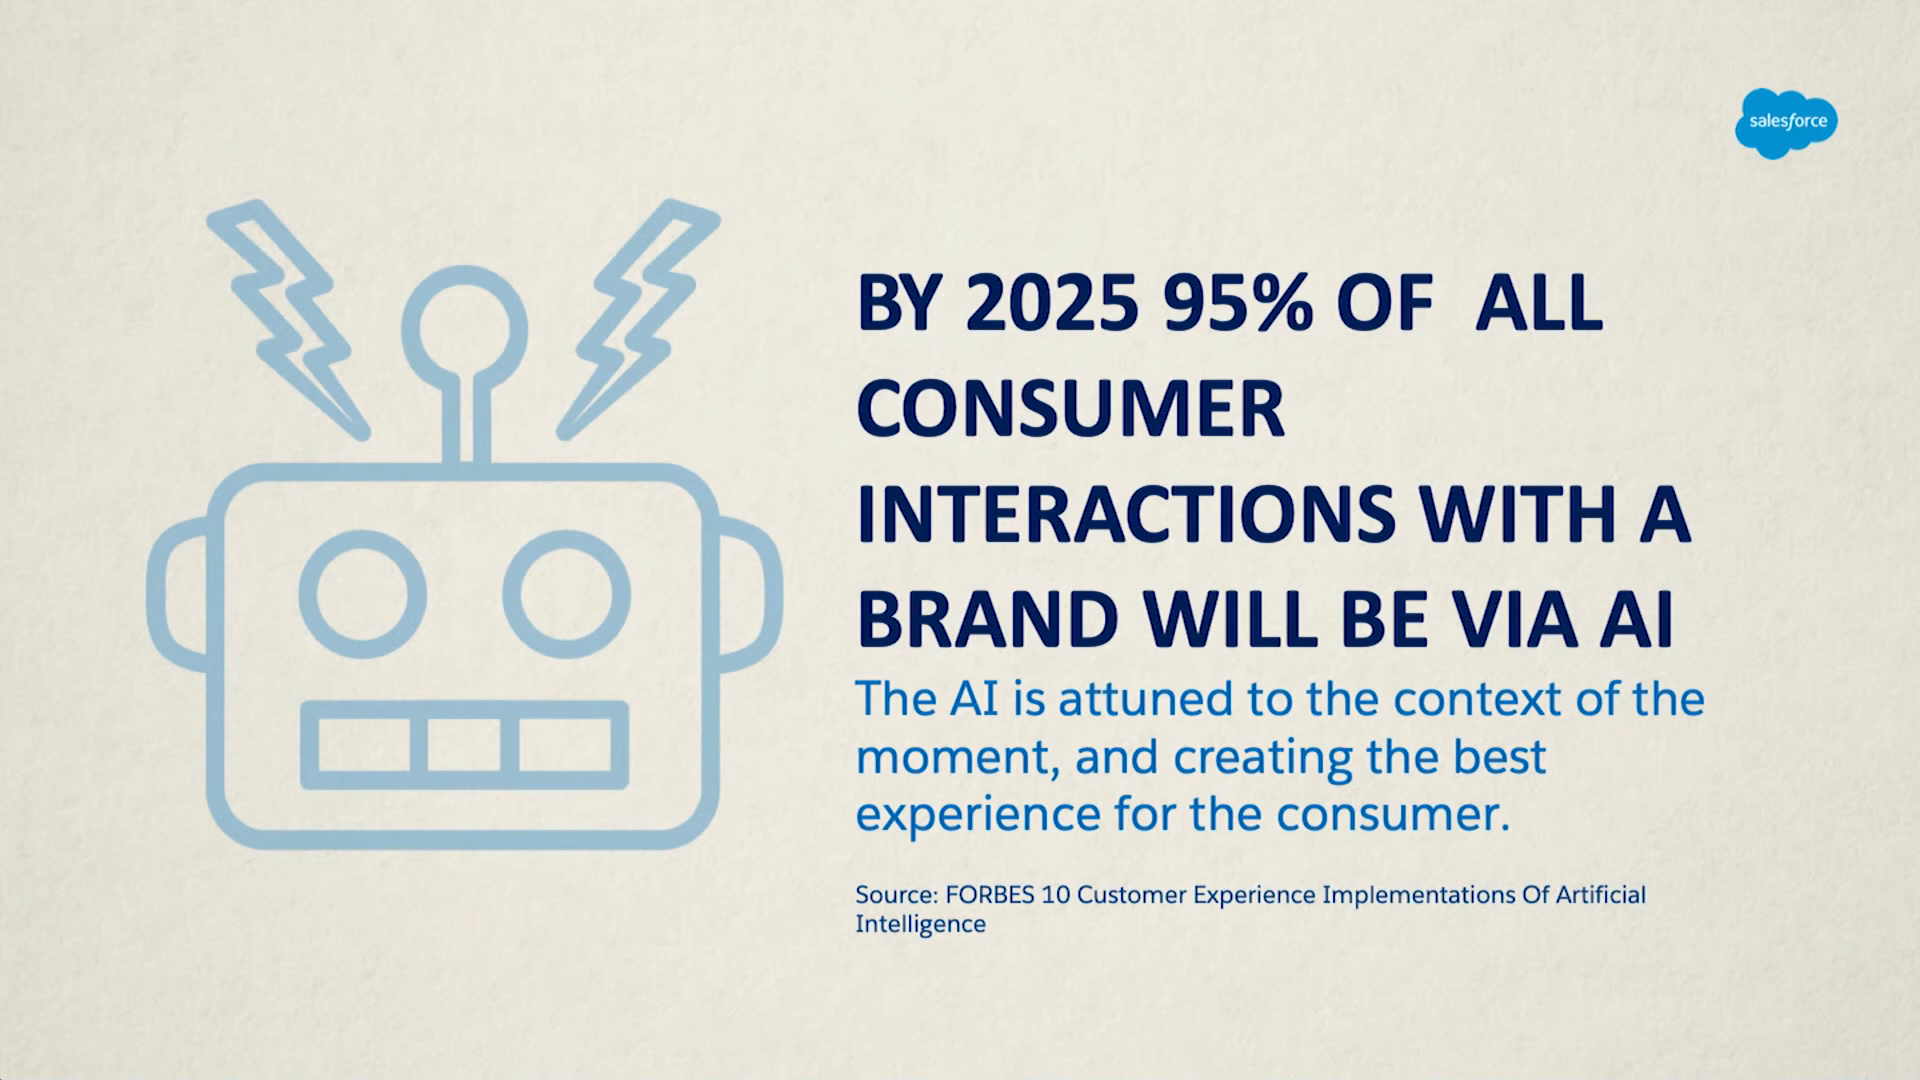 salesforce
BY 2025 95% OF ALL
CONSUMER
INTERACTIONS WITH A
BRAND WILL BE VIA AI
The AI is attuned to the context of the
moment, and creating the best
experience for the consumer.
Source: FORBES 10 Customer Experience Implementations Of Artificial
Intelligence